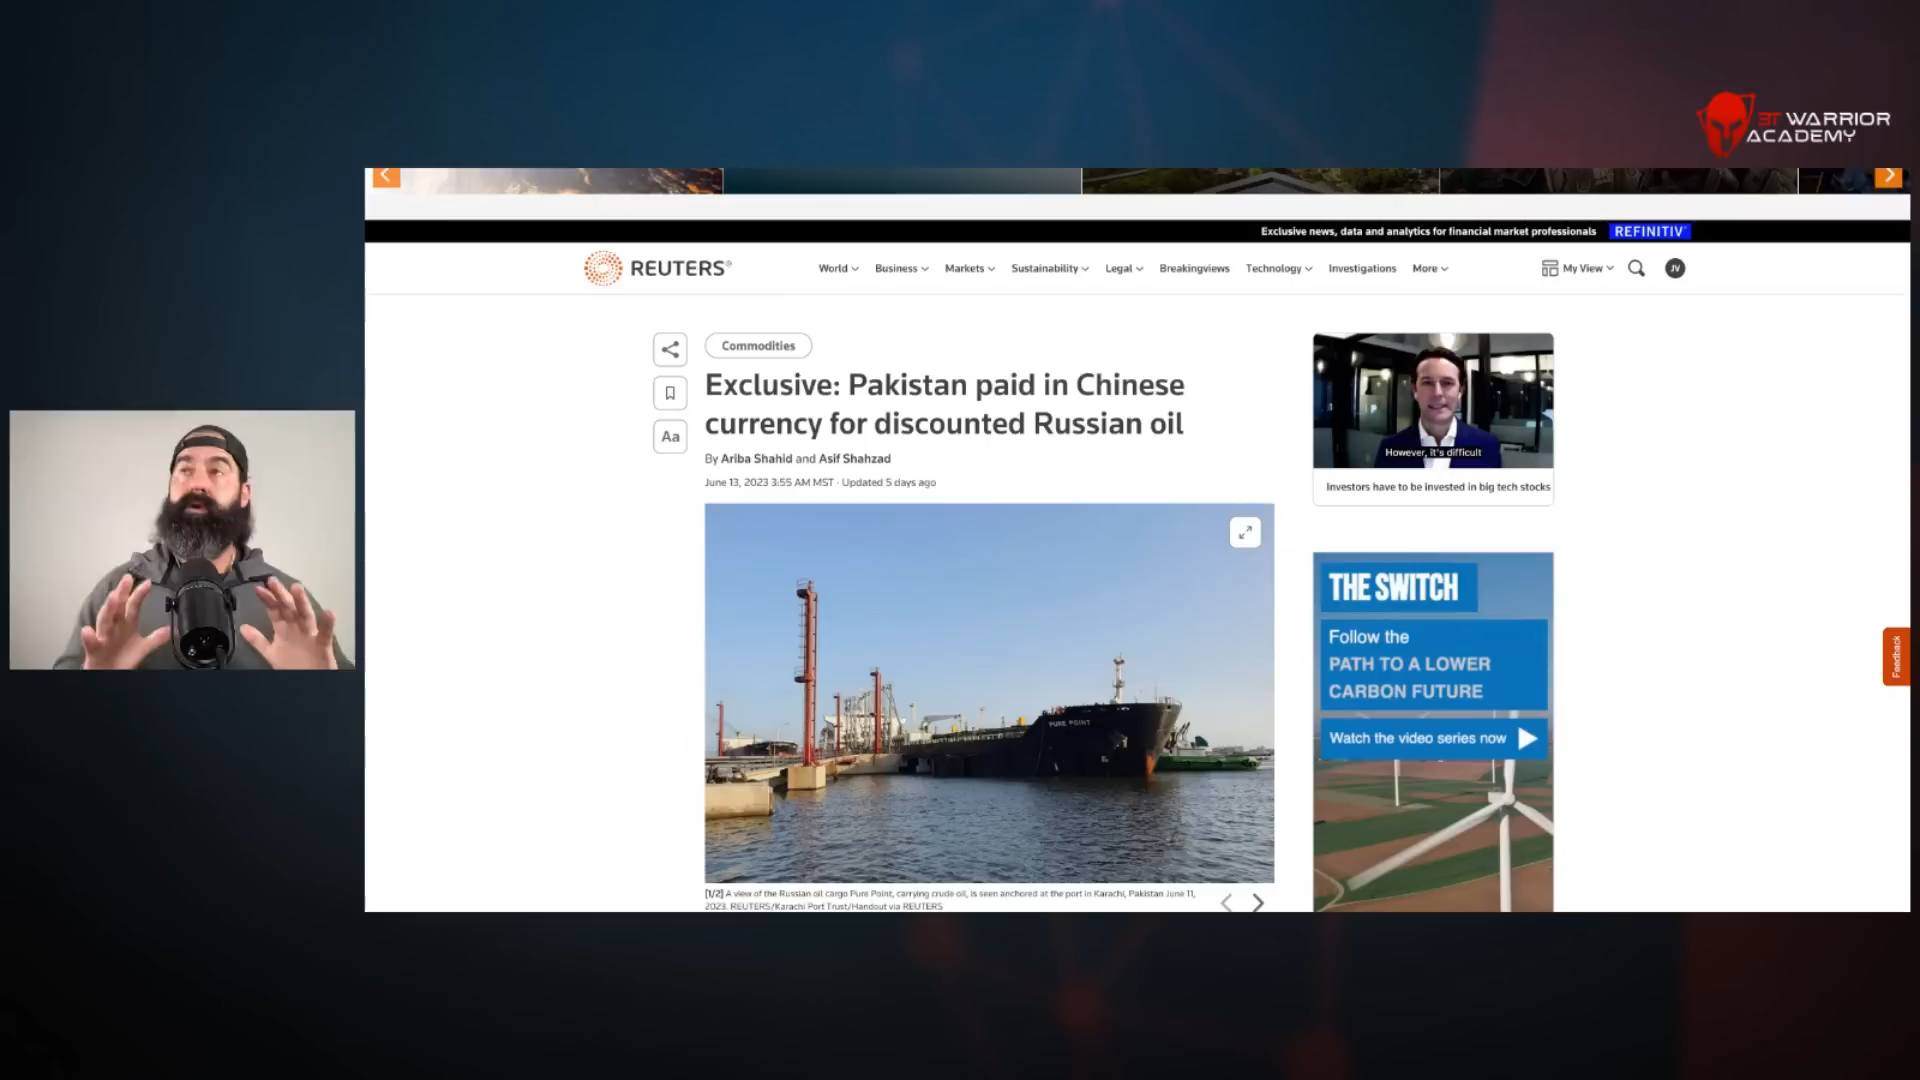 3T WARRIOR
ACADEMY
Exclusive news, data and analytics for financial market professionals REFINITIV
REUTERS®
World Business Markets Sustainability Legal Breakingviews Technology Investigations More My View JV
Commodities
Exclusive: Pakistan paid in Chinese
currency for discounted Russian oil
Aa
By Ariba Shahid and Asif Shahzad
June 13, 2023 3:55 AM MST · Updated 5 days ago
However, it's difficult
Investors have to be invested in big tech stocks
THE SWITCH
Follow the
PATH TO A LOWER
CARBON FUTURE
Watch the video series now
Feedback
PURE POINT
[1/2] A view of the Russian oil cargo Pure Point, carrying crude oil, is seen anchored at the port in Karachi, Pakistan June 11,
2023. REUTERS/Karachi Port Trust/Handout via REUTERS